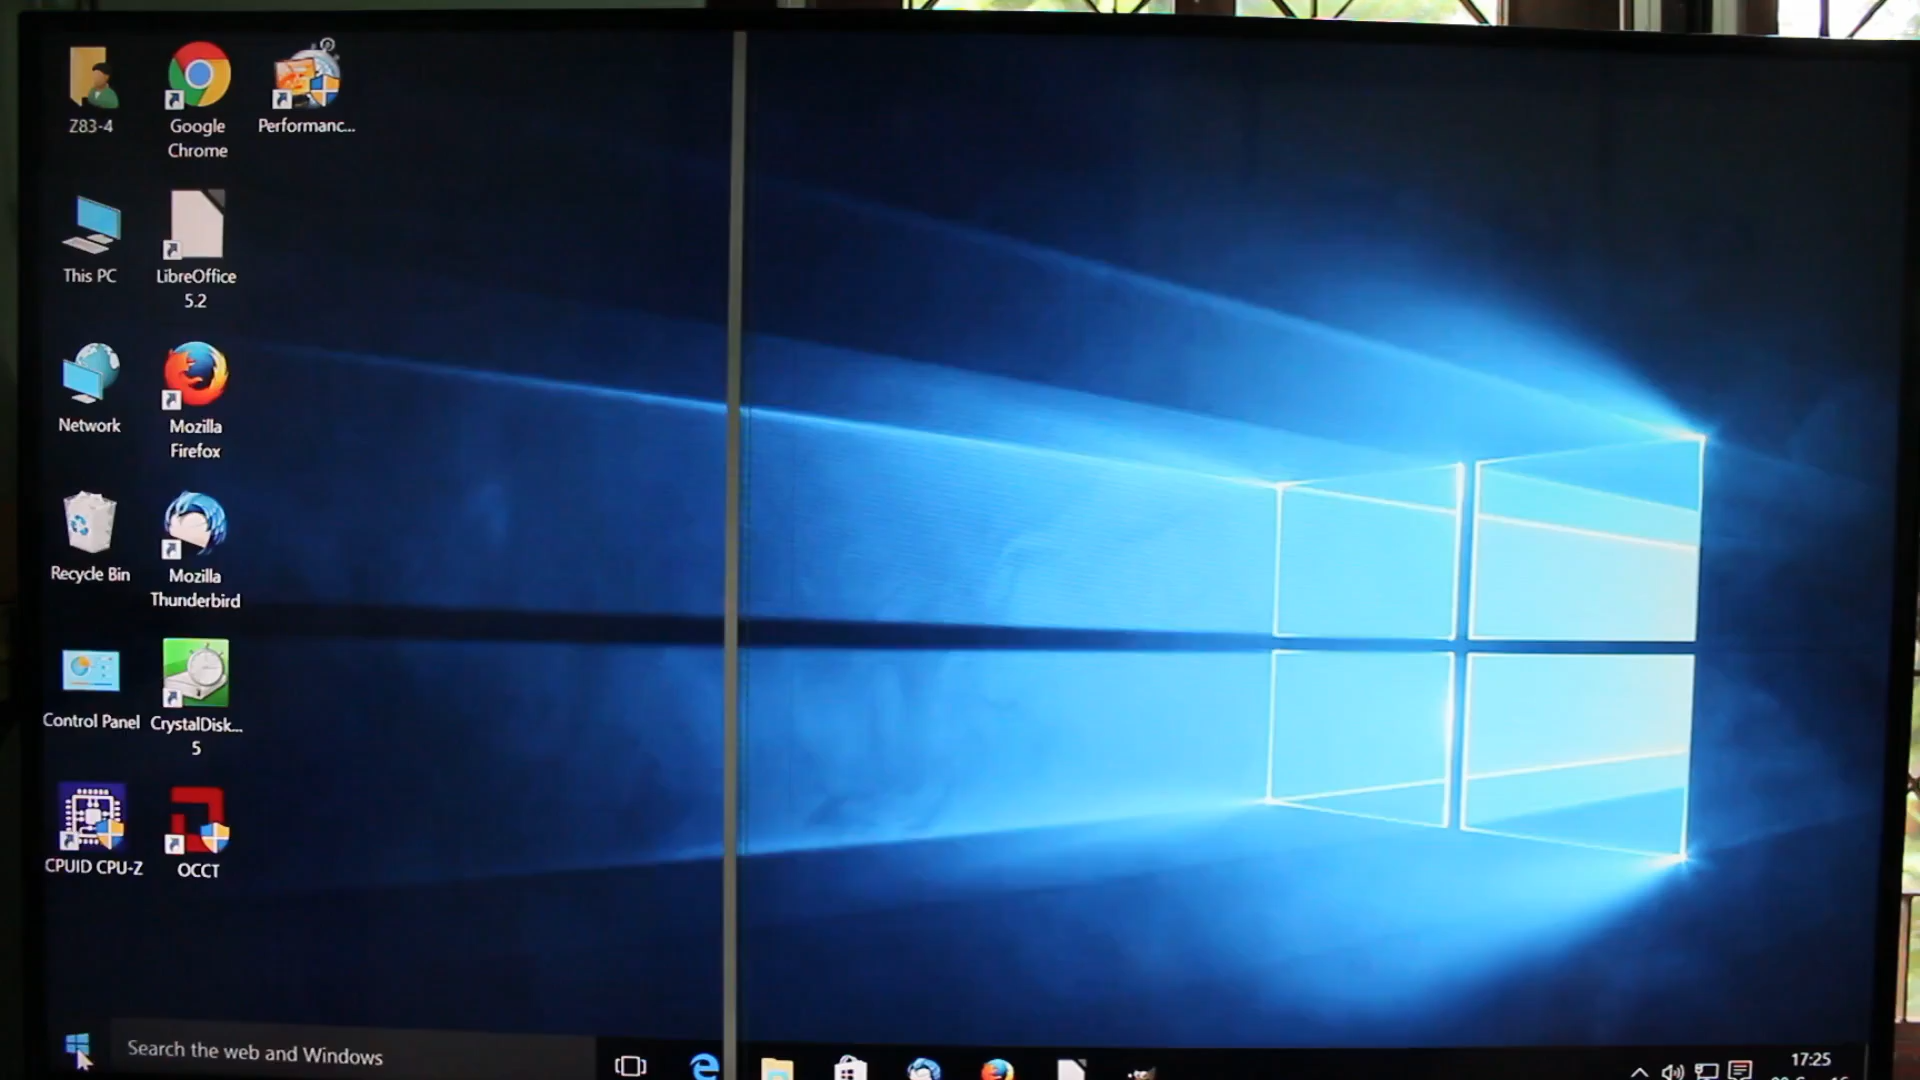 Z83-4
Google
Chrome
Performanc...
This PC
LibreOffice
5.2
Network
Mozilla
Firefox
Recycle Bin
Mozilla
Thunderbird
Control Panel
CrystalDisk...
5
CPUID CPU-Z
OCCT
Search the web and Windows
17:25